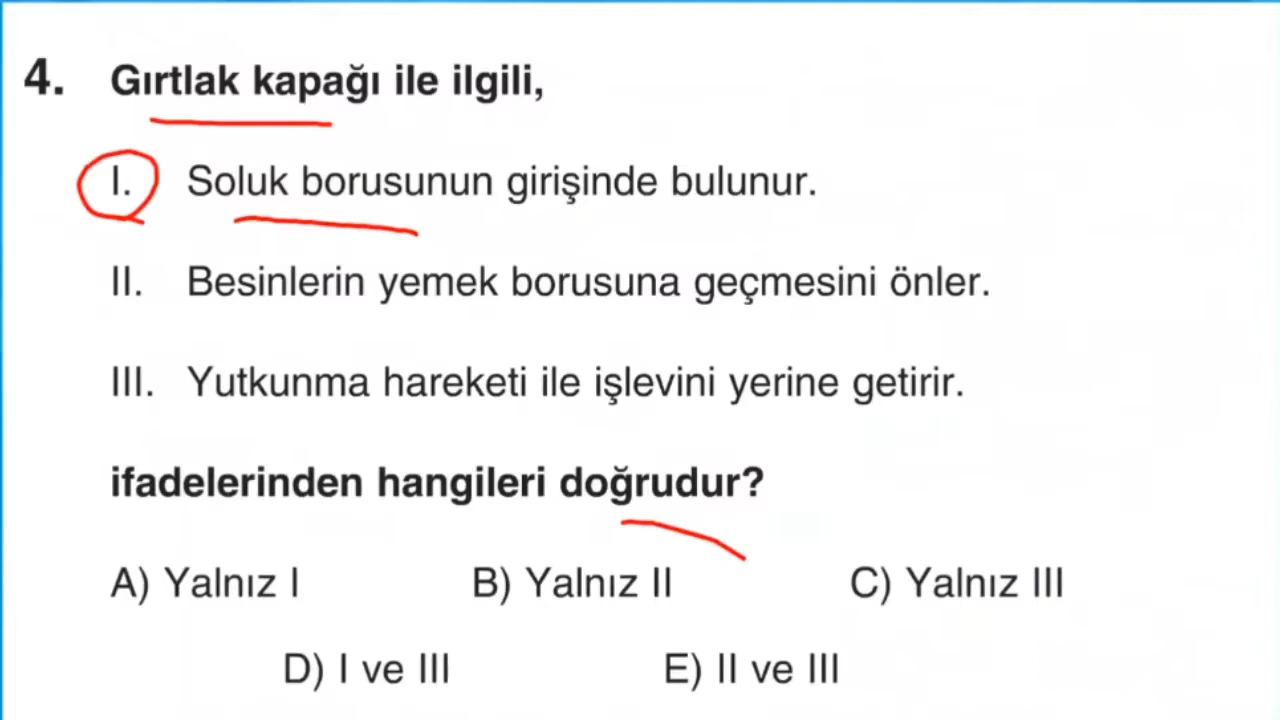 4. Gırtlak kapağı ile ilgili,
I. Soluk borusunun girişinde bulunur.
II. Besinlerin yemek borusuna geçmesini önler.
III. Yutkunma hareketi ile işlevini yerine getirir.
ifadelerinden hangileri doğrudur?
A) Yalnız I B) Yalnız II C) Yalnız III
D) I ve III E) II ve III